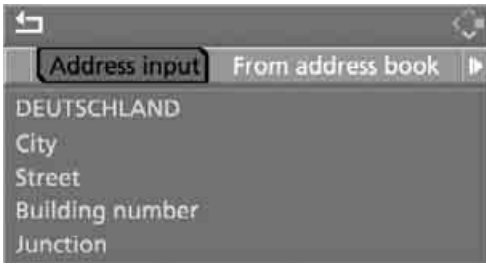 Address input From address book
DEUTSCHLAND
City
Street
Building number
Junction